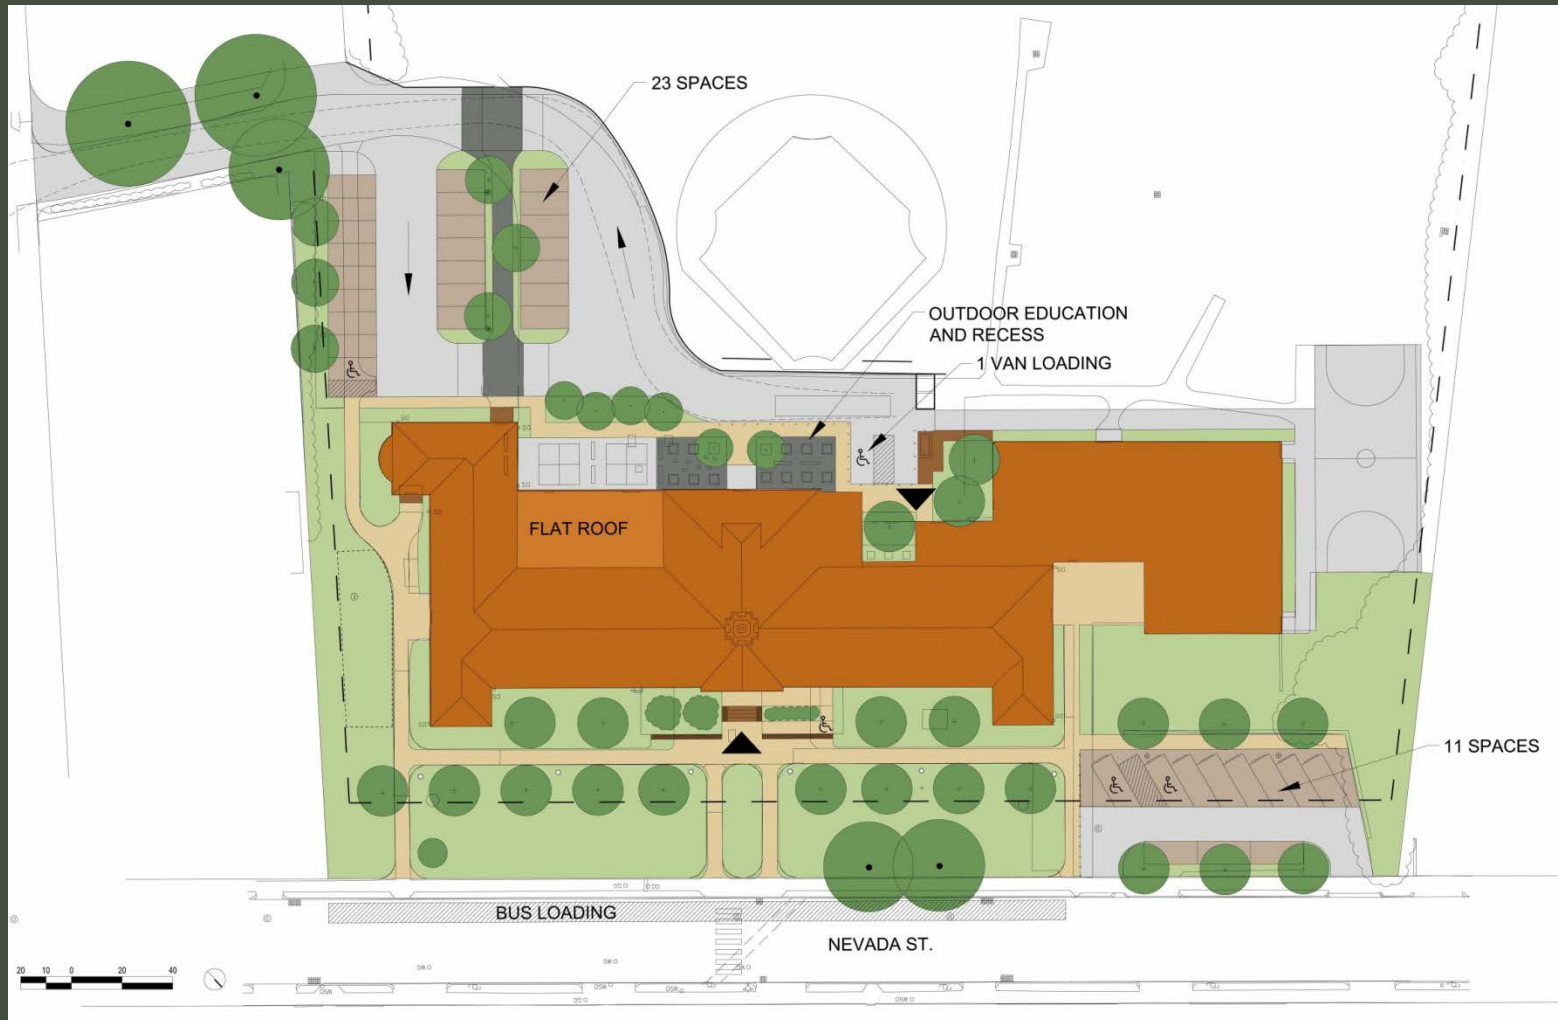 23 SPACES
OUTDOOR EDUCATION
AND RECESS
1 VAN LOADING
FLAT ROOF
11 SPACES
BUS LOADING
NEVADA ST.
20 10 0 20 40